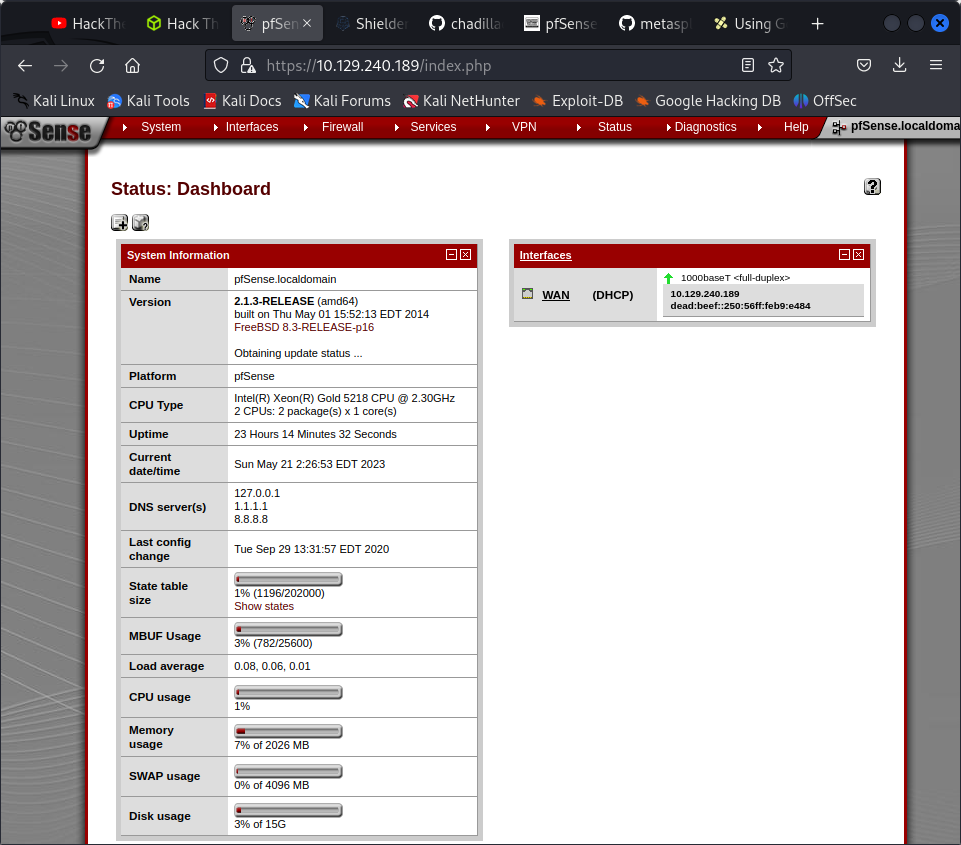 HackTh
Hack Th
pfSen
Shielde
chadilla
pfSense
metaspl
Using G
https://10.129.240.189/index.php
Kali Linux
Kali Tools
Kali Docs
Kali Forums
Kali NetHunter
Exploit-DB
Google Hacking DB
OffSec
Sense
System
Interfaces
Firewall
Services
VPN
Status
Diagnostics
Help
pfSense.localdoma
Status: Dashboard
System Information
Name
pfSense.localdomain
Version
2.1.3-RELEASE (amd64)
built on Thu May 01 15:52:13 EDT 2014
FreeBSD 8.3-RELEASE-p16
Obtaining update status ...
Platform
pfSense
CPU Type
Intel(R) Xeon(R) Gold 5218 CPU @ 2.30GHz
2 CPUs: 2 package(s) x 1 core(s)
Uptime
23 Hours 14 Minutes 32 Seconds
Current
date/time
Sun May 21 2:26:53 EDT 2023
DNS server(s)
127.0.0.1
1.1.1.1
8.8.8.8
Last config
change
Tue Sep 29 13:31:57 EDT 2020
State table
size
1% (1196/202000)
Show states
MBUF Usage
3% (782/25600)
Load average
0.08, 0.06, 0.01
CPU usage
1%
Memory
usage
7% of 2026 MB
SWAP usage
0% of 4096 MB
Disk usage
3% of 15G
Interfaces
WAN
(DHCP)
1000baseT <full-duplex>
10.129.240.189
dead:beef::250:56ff:feb9:e484